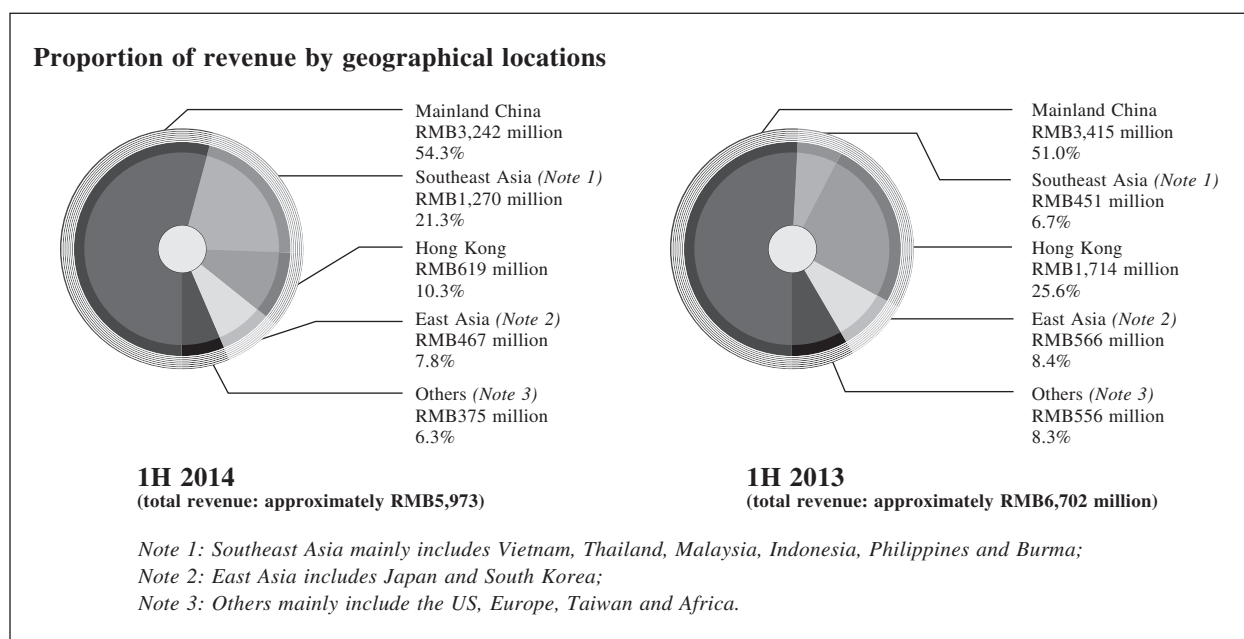 Proportion of revenue by geographical locations
Mainland China
RMB3,242 million
54.3%
Southeast Asia (Note 1)
RMB1,270 million
21.3%
Hong Kong
RMB619 million
10.3%
East Asia (Note 2)
RMB467 million
7.8%
Others (Note 3)
RMB375 million
6.3%
1H 2014
(total revenue: approximately RMB5,973)
Mainland China
RMB3,415 million
51.0%
Southeast Asia (Note 1)
RMB451 million
6.7%
Hong Kong
RMB1,714 million
25.6%
East Asia (Note 2)
RMB566 million
8.4%
Others (Note 3)
RMB556 million
8.3%
1H 2013
(total revenue: approximately RMB6,702 million)
Note 1: Southeast Asia mainly includes Vietnam, Thailand, Malaysia, Indonesia, Philippines and Burma;
Note 2: East Asia includes Japan and South Korea;
Note 3: Others mainly include the US, Europe, Taiwan and Africa.